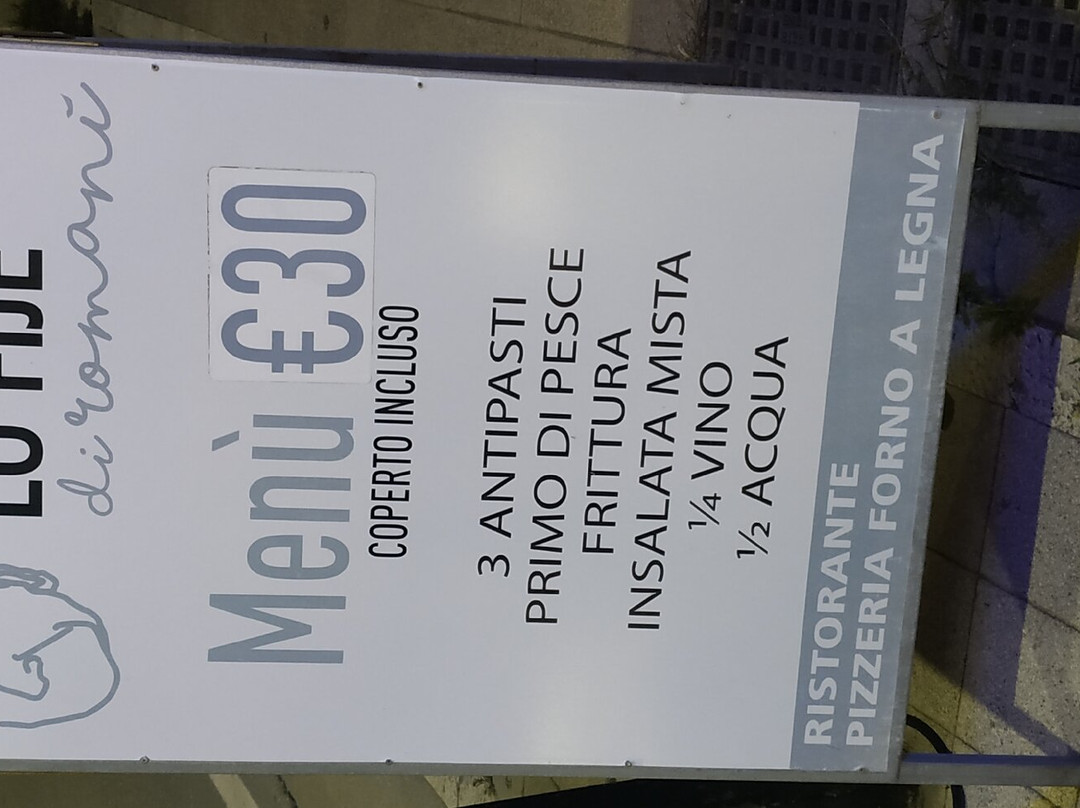 LO FIJE
di romani
Menù €30
COPERTO INCLUSO
3 ANTIPASTI
PRIMO DI PESCE
FRITTURA
INSALATA MISTA
¼ VINO
½ ACQUA
RISTORANTE
PIZZERIA FORNO A LEGNA